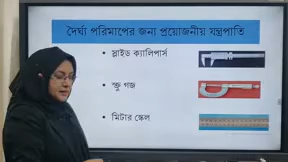 দৈর্ঘ্য পরিমাপের জন্য প্রয়োজনীয় যন্ত্রপাতি
• স্লাইড ক্যালিপার্স
• স্ক্রু গজ
• মিটার স্কেল